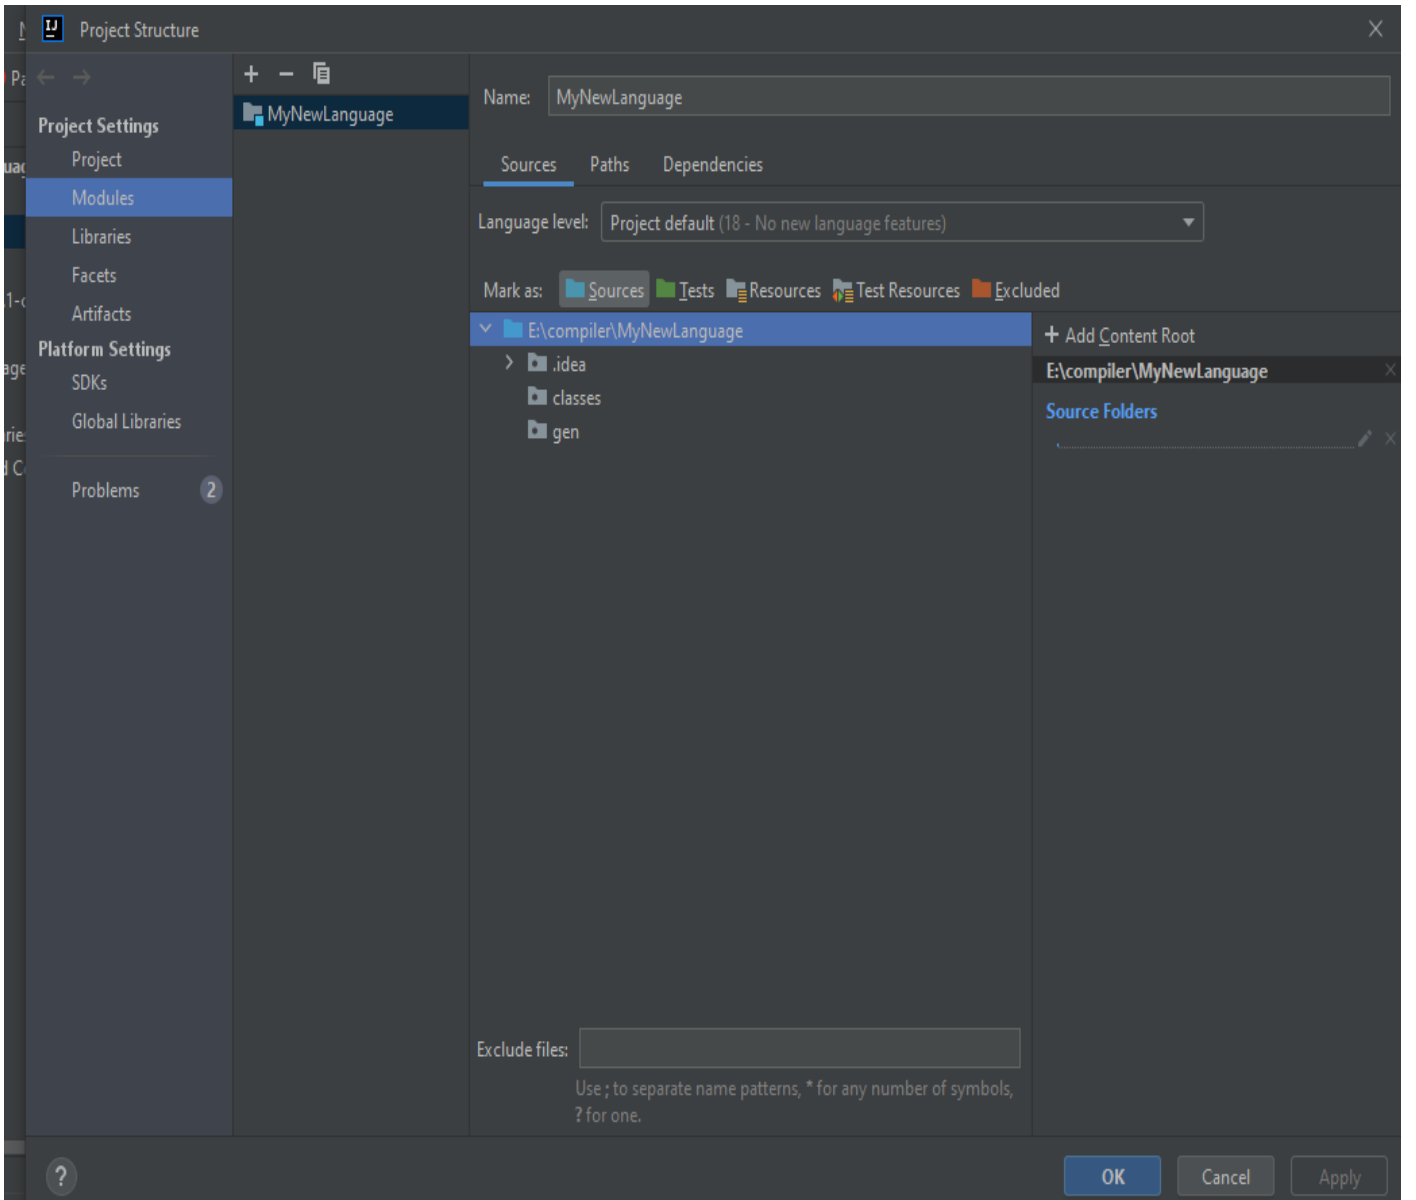 Project Structure
Project Settings
Project
Modules
Libraries
Facets
Artifacts
Platform Settings
SDKs
Global Libraries
Problems 2
MyNewLanguage
Name: MyNewLanguage
Sources Paths Dependencies
Language level: Project default (18 - No new language features)
Mark as: Sources Tests Resources Test Resources Excluded
E:\compiler\MyNewLanguage
.idea
classes
gen
+ Add Content Root
E:\compiler\MyNewLanguage
Source Folders
.
Exclude files:
Use ; to separate name patterns, * for any number of symbols,
? for one.
? OK Cancel Apply